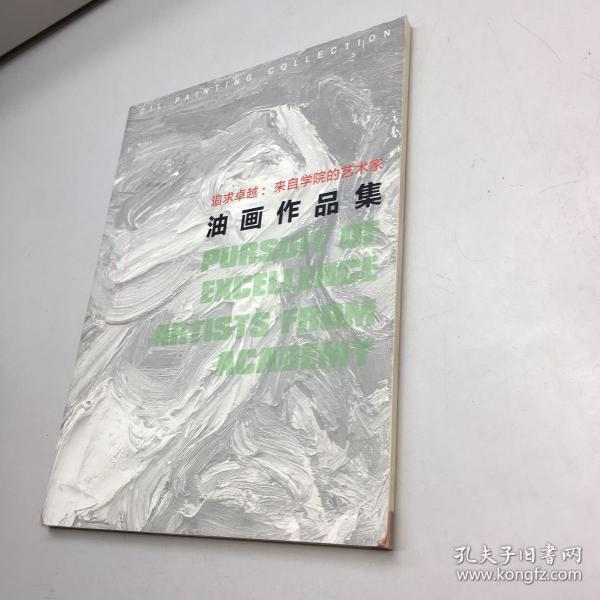 OIL PAINTING COLLECTION
追求卓越：来自学院的艺术家
油画作品集
PURSUIT OF
EXCELLENCE
ARTISTS FROM
ACADEMY
孔夫子旧书网
www.kongfz.com